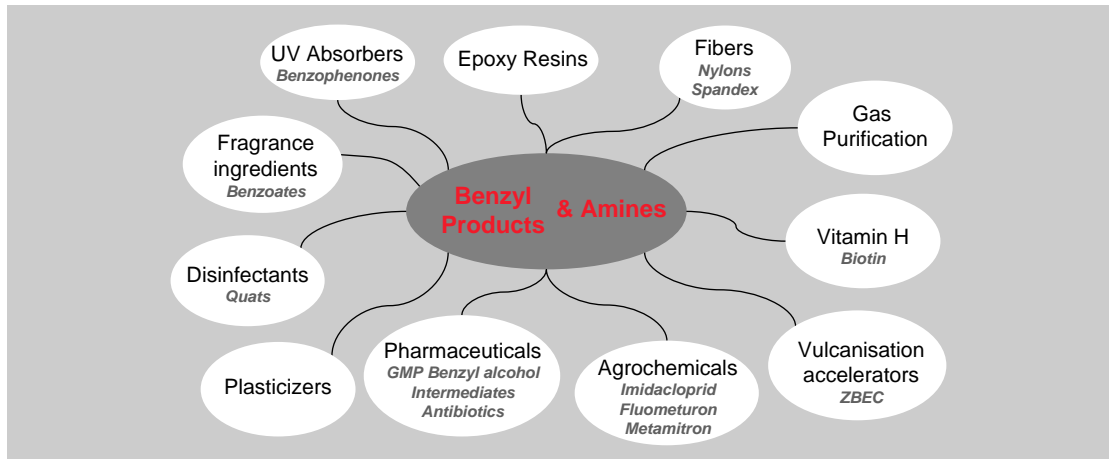 UV Absorbers
Benzophenones
Epoxy Resins
Fibers
Nylons
Spandex
Gas
Purification
Fragrance
ingredients
Benzoates
Benzyl
Products
& Amines
Vitamin H
Biotin
Disinfectants
Quats
Plasticizers
Pharmaceuticals
GMP Benzyl alcohol
Intermediates
Antibiotics
Agrochemicals
Imidacloprid
Fluometuron
Metamitron
Vulcanisation
accelerators
ZBEC